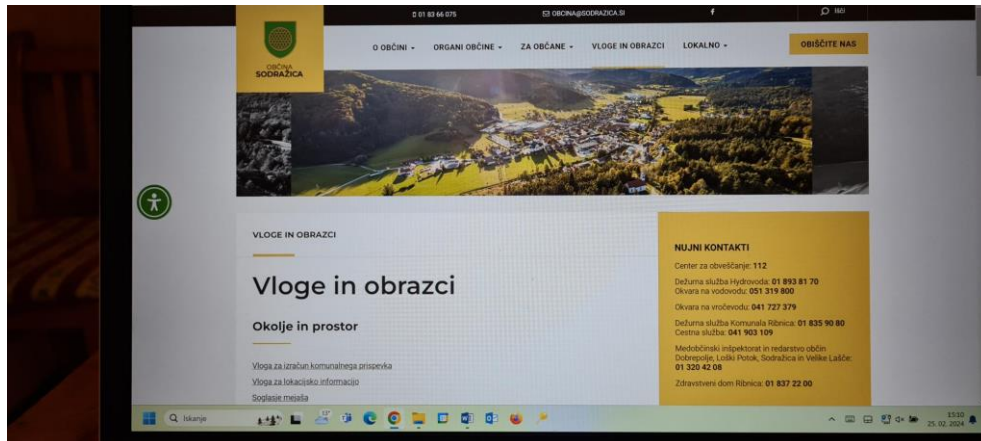 01 83 66 075
OBCINA@SODRAZICA.SI
f
Išči
OBČINA
SODRAŽICA
O OBČINI
ORGANI OBČINE
ZA OBČANE
VLOGE IN OBRAZCI
LOKALNO
OBIŠČITE NAS
VLOGE IN OBRAZCI
Vloge in obrazci
Okolje in prostor
Vloga za izračun komunalnega prispevka
Vloga za lokacijsko informacijo
Soglasje mejaša
NUJNI KONTAKTI
Center za obveščanje: 112
Dežurna služba Hydrovoda: 01 893 81 70
Okvara na vodovodu: 051 319 800
Okvara na vročevodu: 041 727 379
Dežurna služba Komunala Ribnica: 01 835 90 80
Cestna služba: 041 903 109
Medobčinski inšpektorat in redarstvo občin
Dobrepolje, Loški Potok, Sodražica in Velike Lašče:
01 320 42 08
Zdravstveni dom Ribnica: 01 837 22 00
Iskanje
15:10
25. 02. 2024